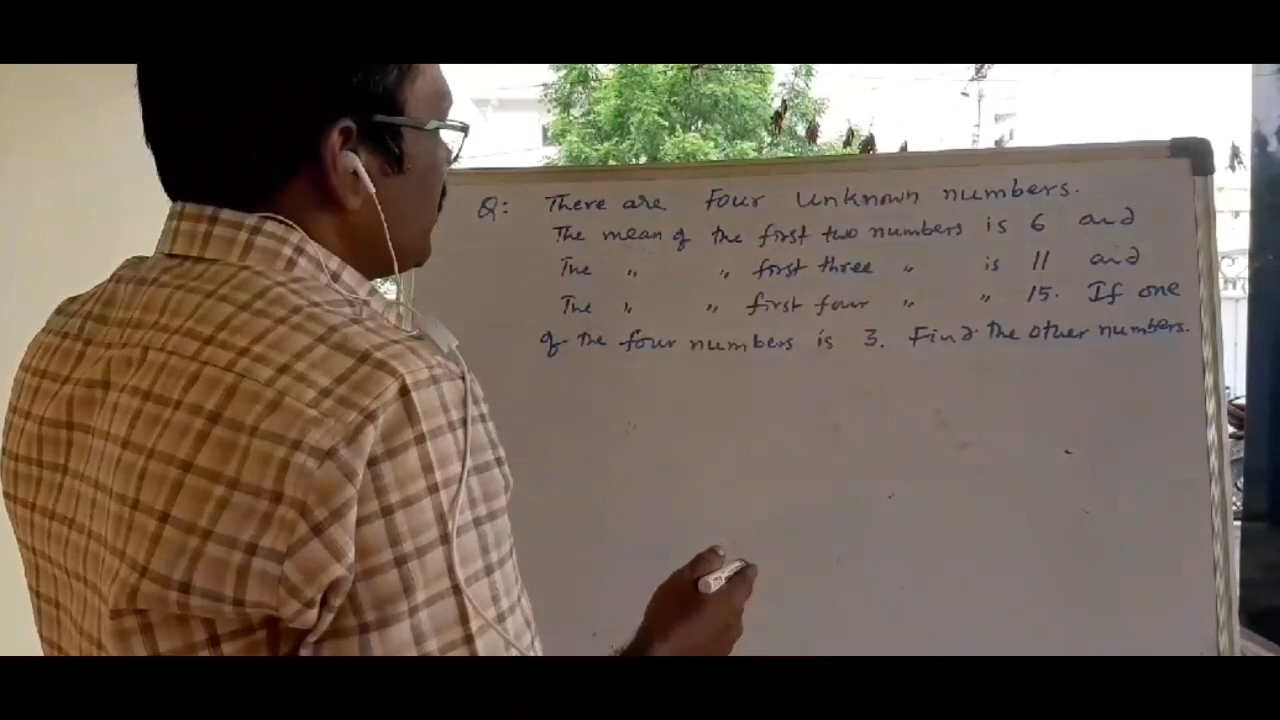 Q: There are Four Unknown numbers.
The mean of the first two numbers is 6 and
The " " first three " is 11 and
The " " first four " " 15. If one
of the four numbers is 3. Find the other numbers.